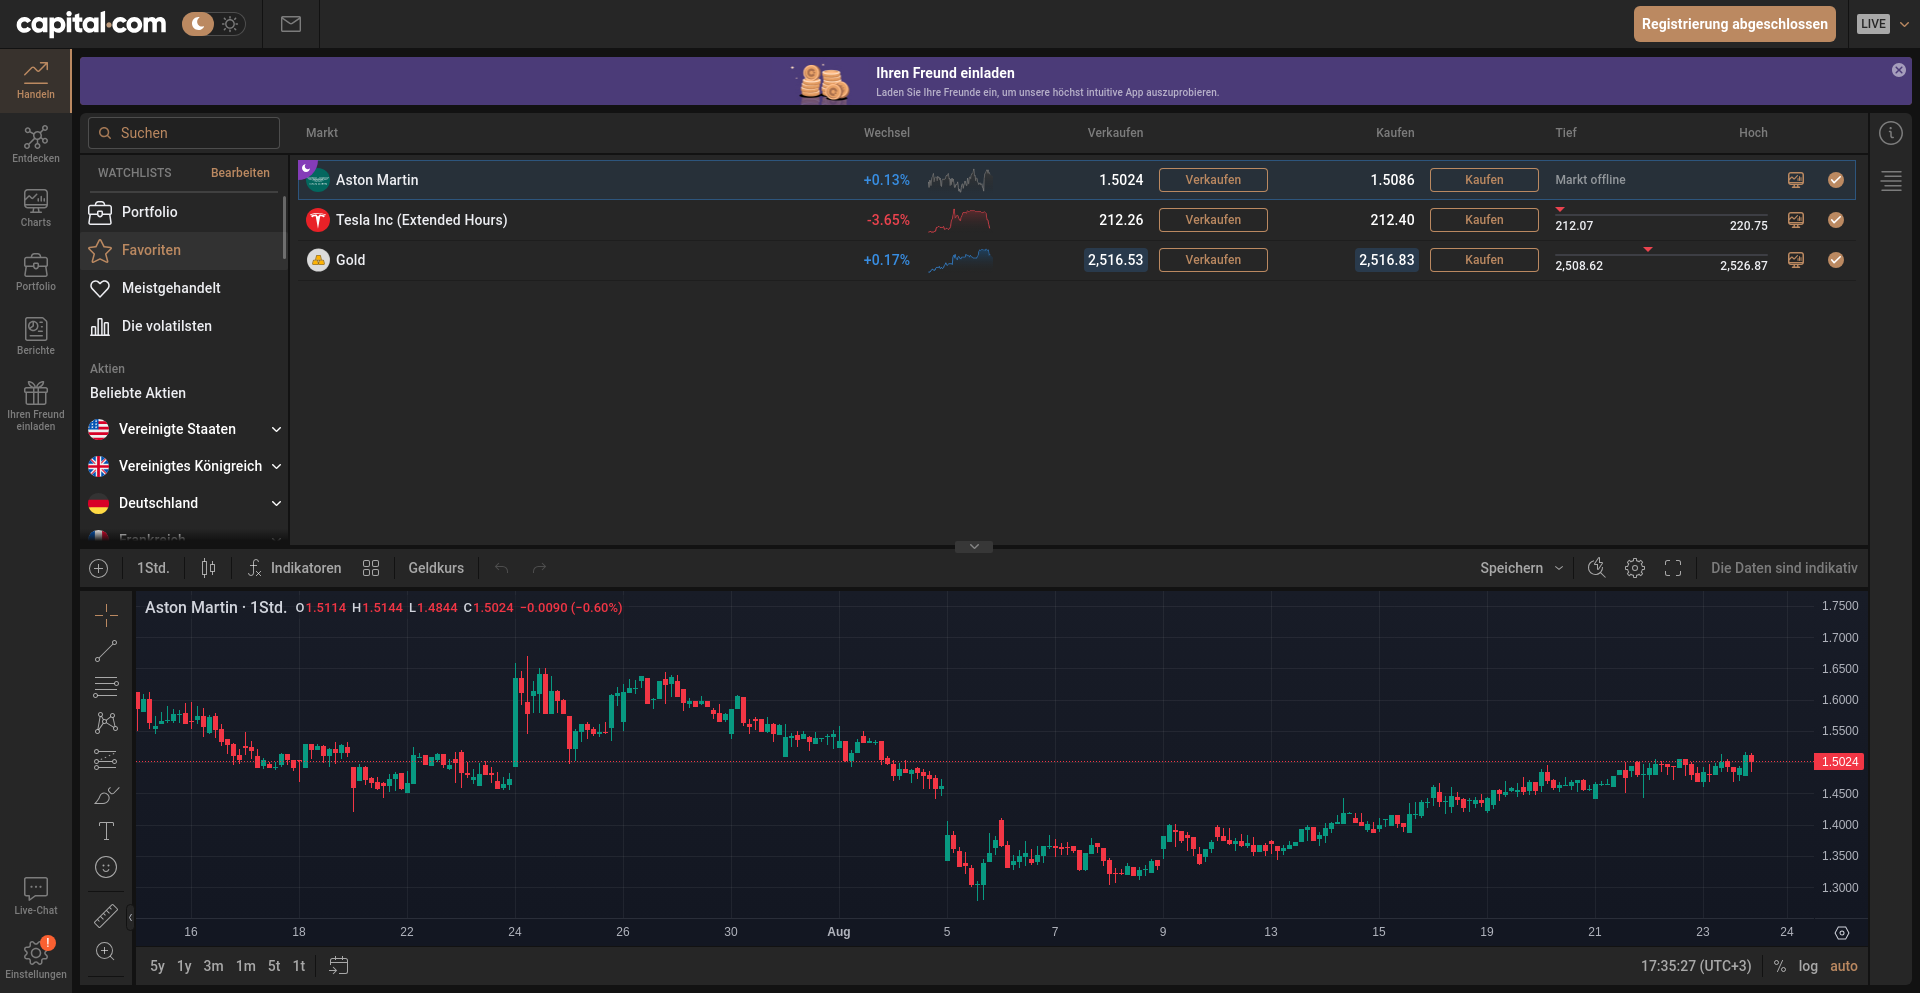 capital.com
Registrierung abgeschlossen
LIVE
Handeln
Entdecken
Charts
Portfolio
Berichte
Ihren Freund
einladen
Live-Chat
!
Einstellungen
Ihren Freund einladen
Laden Sie Ihre Freunde ein, um unsere höchst intuitive App auszuprobieren.
Suchen
WATCHLISTS Bearbeiten
Portfolio
Favoriten
Meistgehandelt
Die volatilsten
Aktien
Beliebte Aktien
Vereinigte Staaten
Vereinigtes Königreich
Deutschland
Frankreich
Markt Wechsel Verkaufen Kaufen Tief Hoch
Aston Martin +0.13% 1.5024 Verkaufen 1.5086 Kaufen Markt offline
Tesla Inc (Extended Hours) -3.65% 212.26 Verkaufen 212.40 Kaufen 212.07 220.75
Gold +0.17% 2,516.53 Verkaufen 2,516.83 Kaufen 2,508.62 2,526.87
1Std. Indikatoren Geldkurs Speichern Die Daten sind indikativ
Aston Martin · 1Std. O1.5114 H1.5144 L1.4844 C1.5024 −0.0090 (−0.60%)
1.7500
1.7000
1.6500
1.6000
1.5500
1.5024
1.4500
1.4000
1.3500
1.3000
16 18 22 24 26 30 Aug 5 7 9 13 15 19 21 23 24
5y 1y 3m 1m 5t 1t 17:35:27 (UTC+3) % log auto